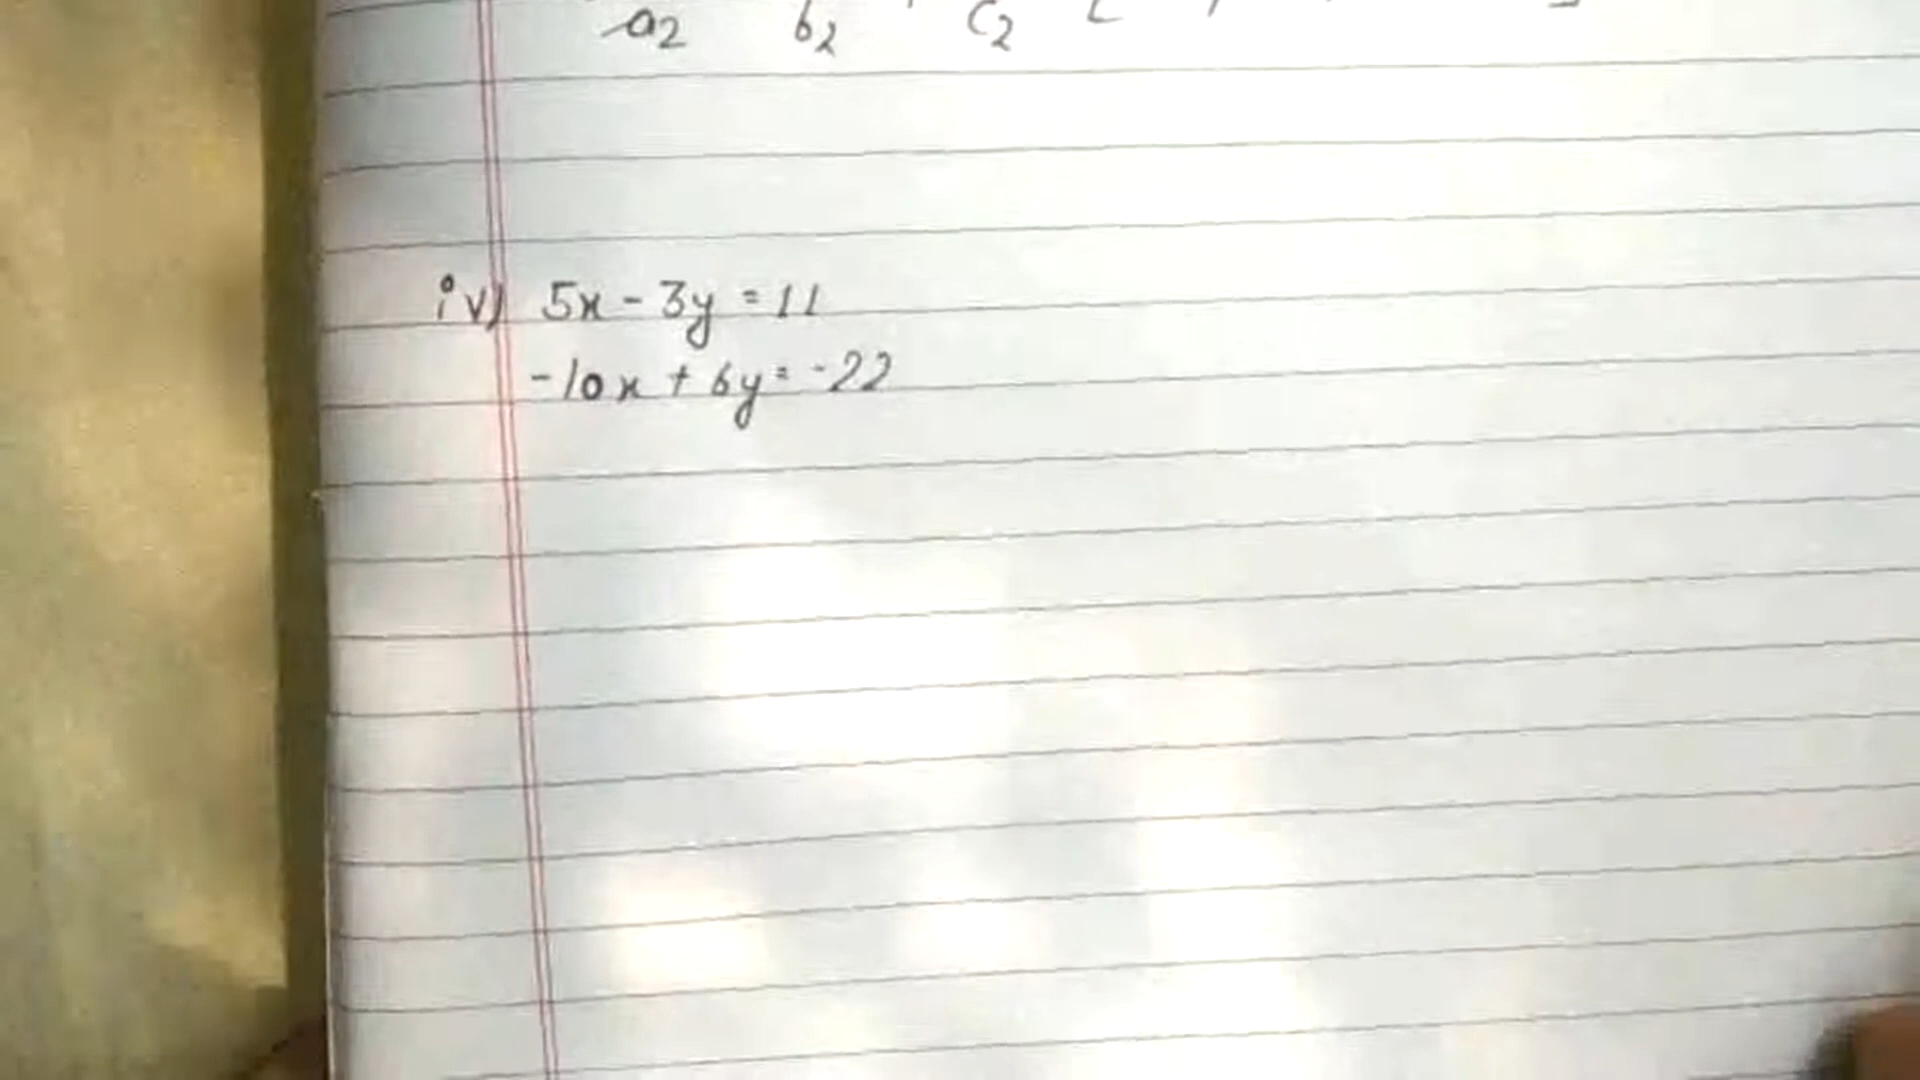 a2 b2 c2
iv) 5x - 3y = 11
-10x + 6y = -22